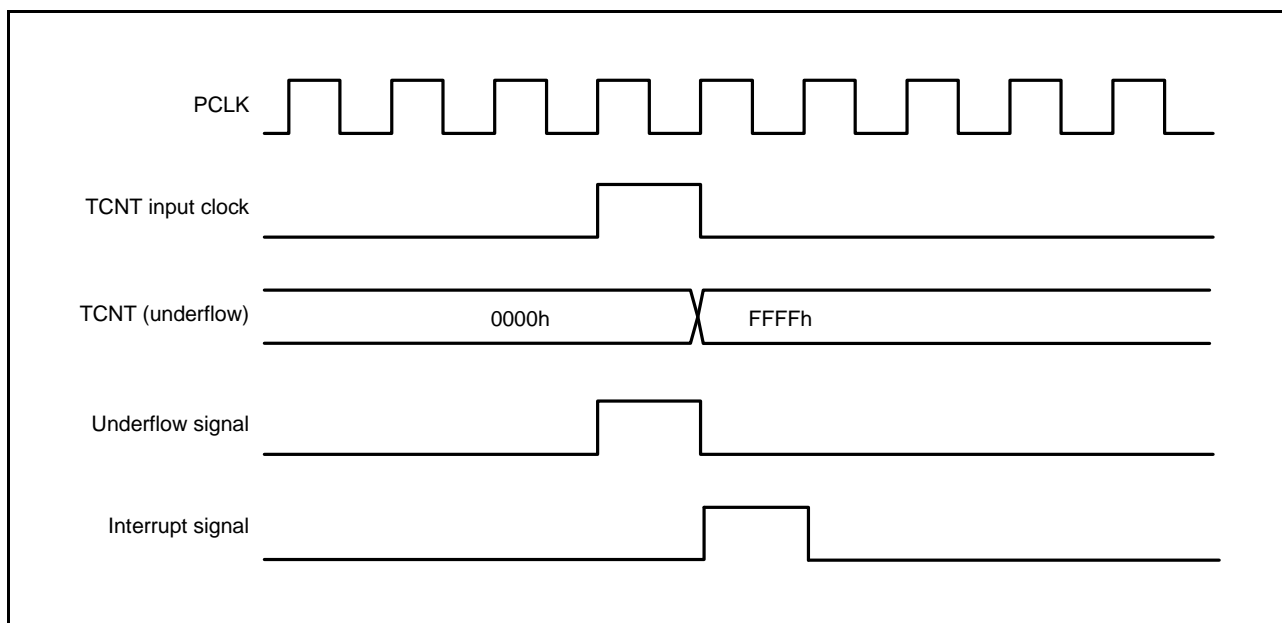 PCLK
TCNT input clock
TCNT (underflow)
0000h
FFFFh
Underflow signal
Interrupt signal